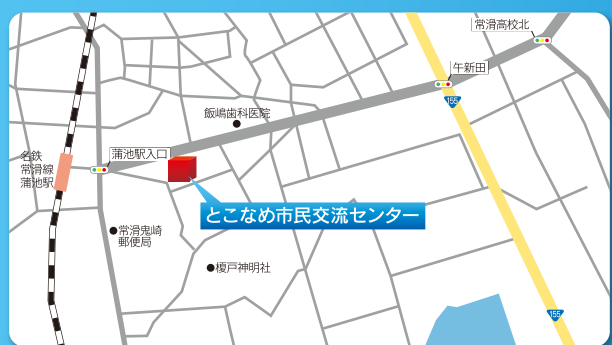 常滑高校北
午新田
155
飯嶋歯科医院
蒲池駅入口
名鉄
常滑線
蒲池駅
とこなめ市民交流センター
常滑鬼崎
郵便局
榎戸神明社
155